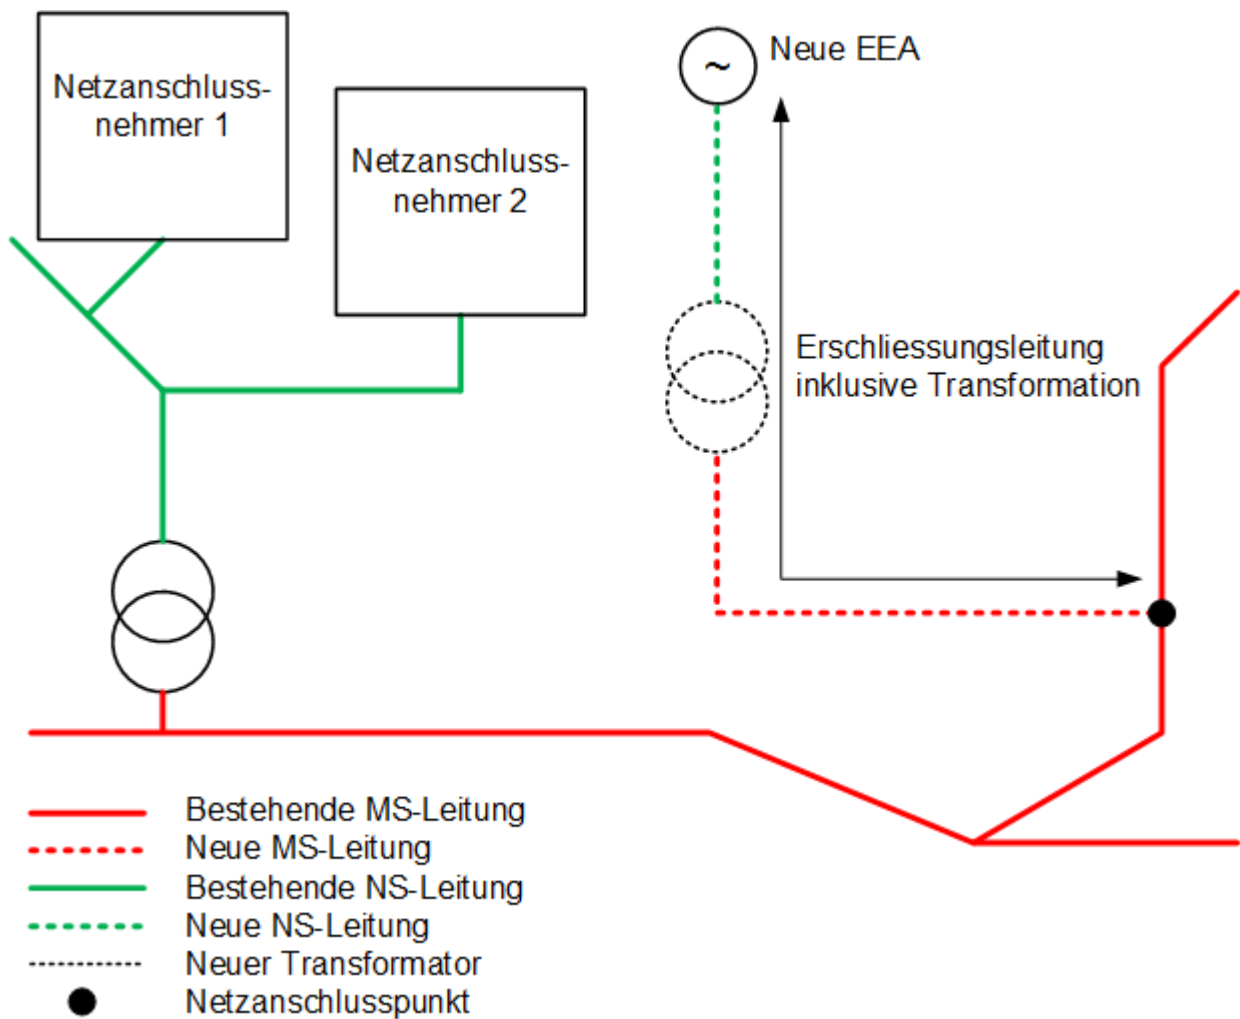 Netzanschluss-
nehmer 1
Netzanschluss-
nehmer 2
~
Neue EEA
Erschliessungsleitung
inklusive Transformation
Bestehende MS-Leitung
Neue MS-Leitung
Bestehende NS-Leitung
Neue NS-Leitung
Neuer Transformator
Netzanschlusspunkt